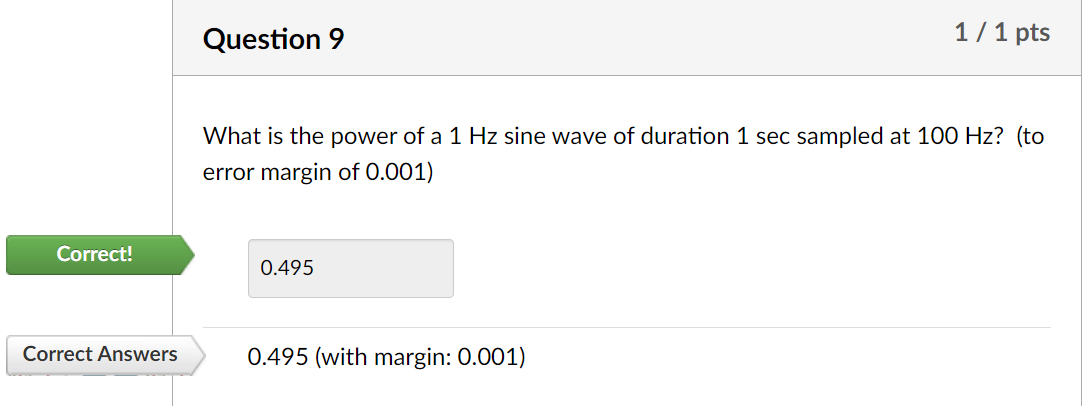 Question 9
1 / 1 pts
What is the power of a 1 Hz sine wave of duration 1 sec sampled at 100 Hz? (to
error margin of 0.001)
Correct!
0.495
Correct Answers
0.495 (with margin: 0.001)